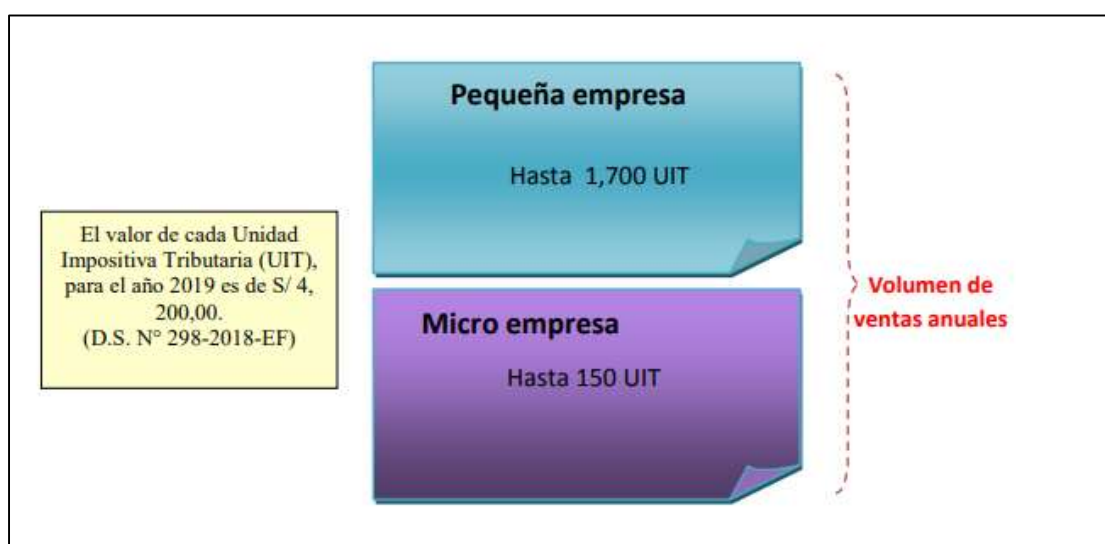 Pequeña empresa
Hasta 1,700 UIT
El valor de cada Unidad
Impositiva Tributaria (UIT),
para el año 2019 es de S/ 4,
200,00.
(D.S. N° 298-2018-EF)
Micro empresa
Hasta 150 UIT
Volumen de
ventas anuales